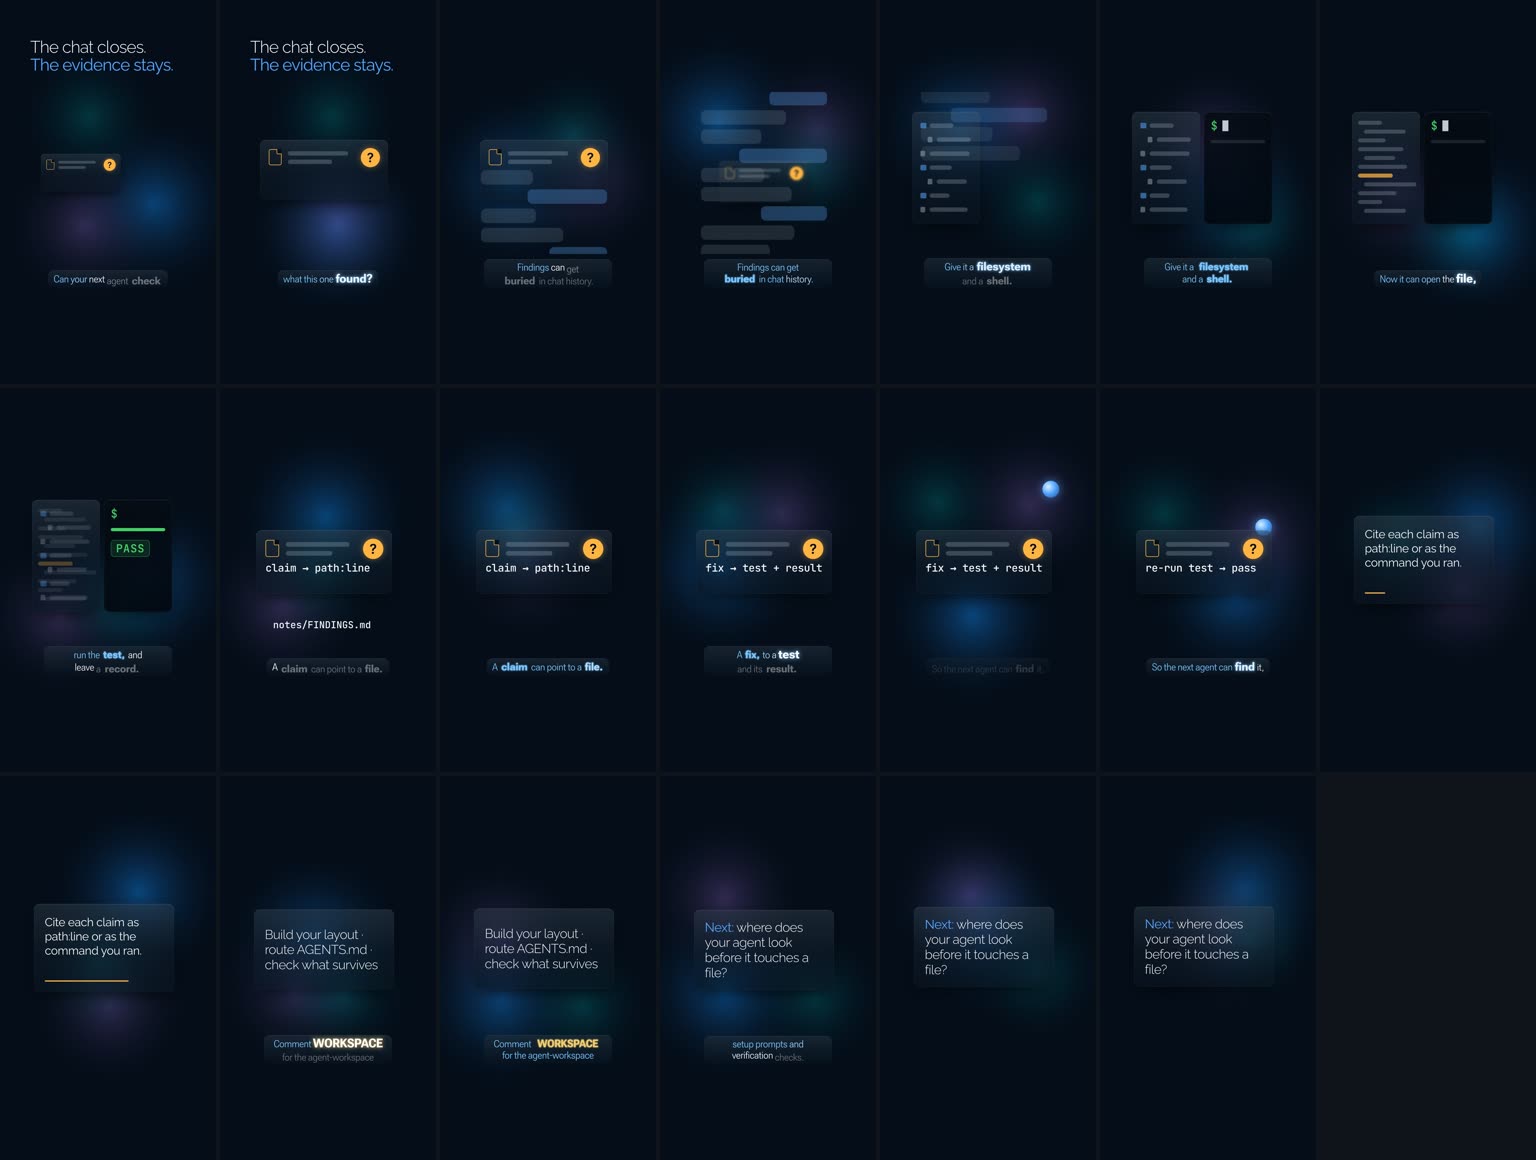 The chat closes.
The evidence stays.
?
Can your next agent check
The chat closes.
The evidence stays.
?
what this one found?
?
Findings can get
buried in chat history.
?
Findings can get
buried in chat history.
Give it a filesystem
and a shell.
$
Give it a filesystem
and a shell.
$
Now it can open the file,
$
PASS
run the test, and
leave a record.
?
claim → path:line
notes/FINDINGS.md
A claim can point to a file.
?
claim → path:line
A claim can point to a file.
?
fix → test + result
A fix, to a test
and its result.
?
fix → test + result
So the next agent can find it,
?
re-run test → pass
So the next agent can find it,
Cite each claim as
path:line or as the
command you ran.
Cite each claim as
path:line or as the
command you ran.
Build your layout ·
route AGENTS.md ·
check what survives
Comment WORKSPACE
for the agent-workspace
Build your layout ·
route AGENTS.md ·
check what survives
Comment WORKSPACE
for the agent-workspace
Next: where does
your agent look
before it touches a
file?
setup prompts and
verification checks.
Next: where does
your agent look
before it touches a
file?
Next: where does
your agent look
before it touches a
file?